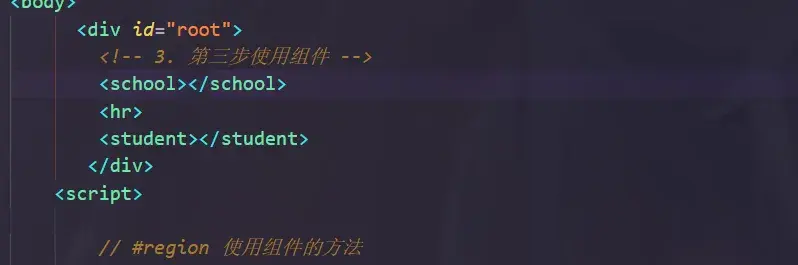 <body>
<div id="root">
<!-- 3. 第三步使用组件 -->
<school></school>
<hr>
<student></student>
</div>
<script>
// #region 使用组件的方法